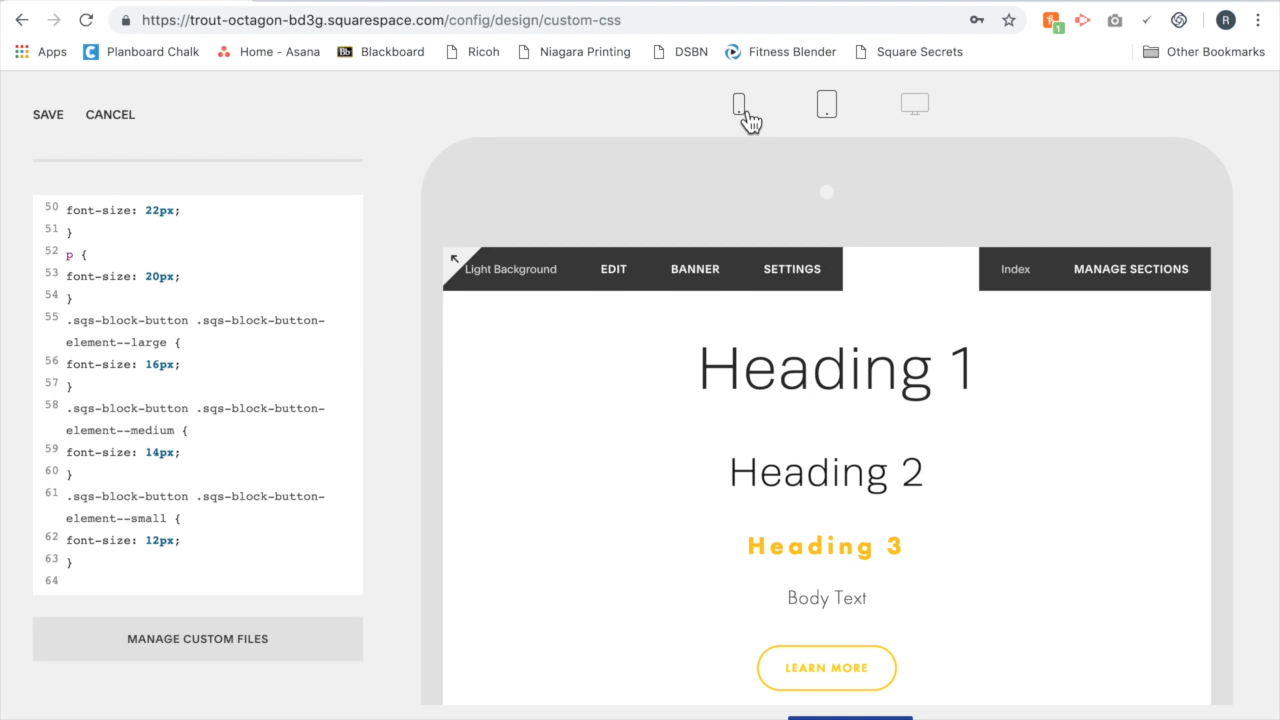 https://trout-octagon-bd3g.squarespace.com/config/design/custom-css
1
R
Apps
C
Planboard Chalk
Home - Asana
Bb
Blackboard
Ricoh
Niagara Printing
DSBN
Fitness Blender
Square Secrets
Other Bookmarks
SAVE
CANCEL
50 font-size: 22px;
51 }
52 p {
53 font-size: 20px;
54 }
55 .sqs-block-button .sqs-block-button-
element--large {
56 font-size: 16px;
57 }
58 .sqs-block-button .sqs-block-button-
element--medium {
59 font-size: 14px;
60 }
61 .sqs-block-button .sqs-block-button-
element--small {
62 font-size: 12px;
63 }
64
MANAGE CUSTOM FILES
Light Background
EDIT
BANNER
SETTINGS
Index
MANAGE SECTIONS
Heading 1
Heading 2
Heading 3
Body Text
LEARN MORE